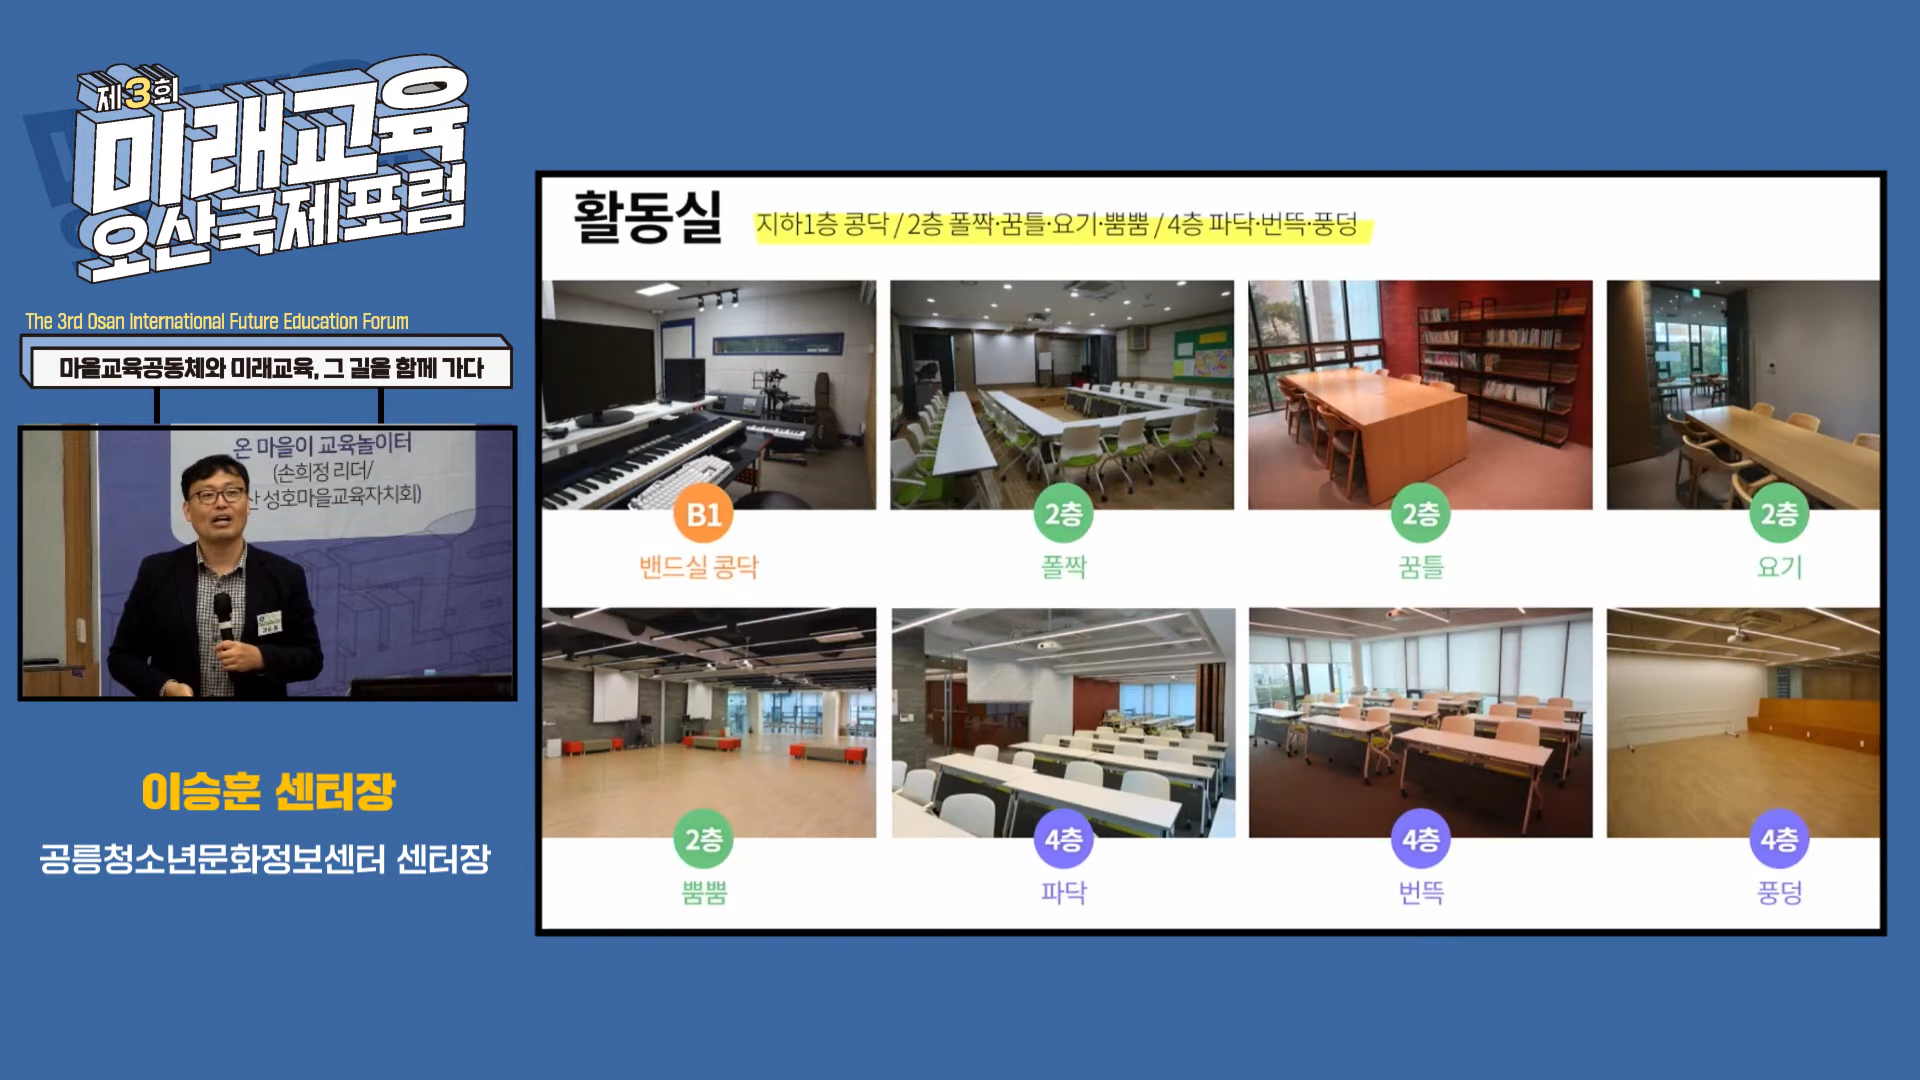 제3회
미래교육
오산국제포럼
The 3rd Osan International Future Education Forum
마을교육공동체와 미래교육, 그 길을 함께 가다
온 마을이 교육놀이터
(손희정 리더/
성호마을교육자치회)
이승훈 센터장
공릉청소년문화정보센터 센터장
활동실
지하1층 콩닥 / 2층 폴짝·꿈틀·요기·뿜뿜 / 4층 파닥·번뜩·풍덩
B1
밴드실 콩닥
2층
폴짝
2층
꿈틀
2층
요기
2층
뿜뿜
4층
파닥
4층
번뜩
4층
풍덩